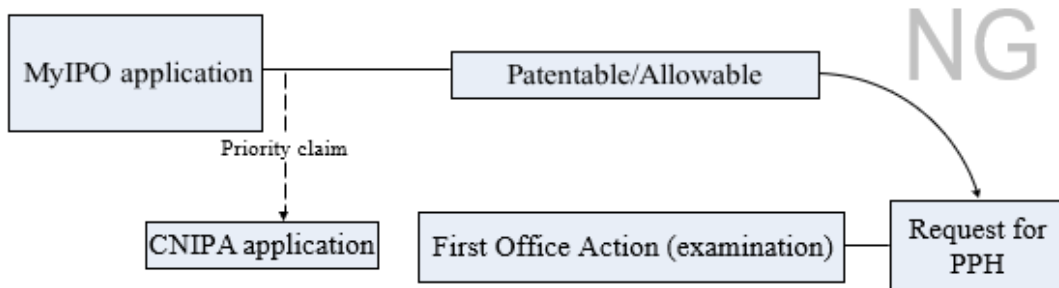 NG
MyIPO application
Patentable/Allowable
Priority claim
CNIPA application
First Office Action (examination)
Request for
PPH